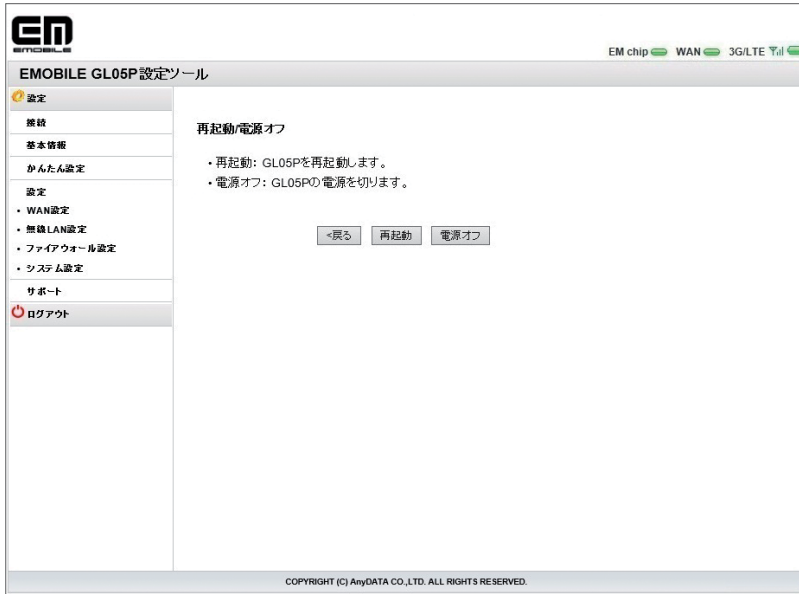 EM
EMOBILE
EM chip WAN 3G/LTE
EMOBILE GL05P設定ツール
設定
接続
基本情報
かんたん設定
設定
・WAN設定
・無線LAN設定
・ファイアウォール設定
・システム設定
サポート
ログアウト
再起動/電源オフ
・再起動: GL05Pを再起動します。
・電源オフ: GL05Pの電源を切ります。
<戻る 再起動 電源オフ
COPYRIGHT (C) AnyDATA CO.,LTD. ALL RIGHTS RESERVED.